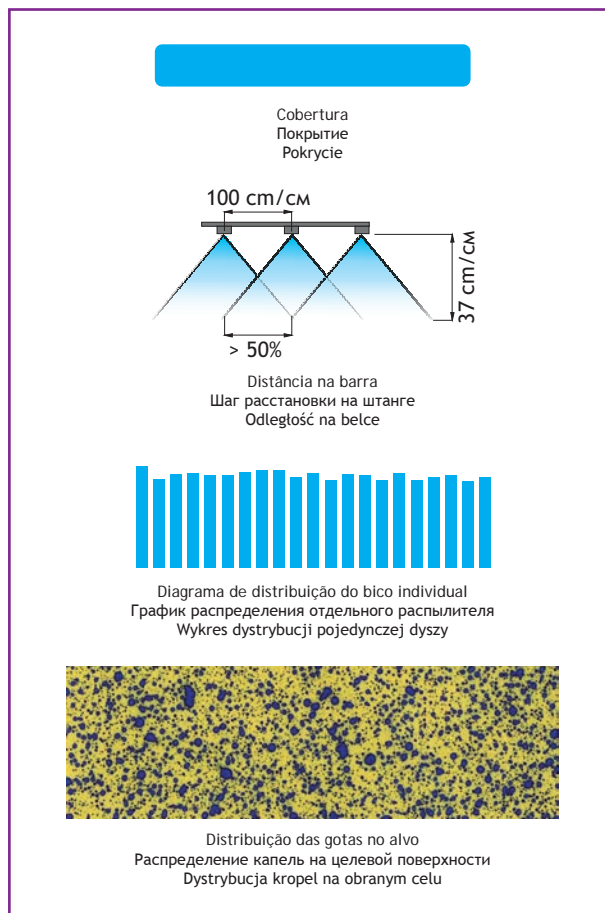 Cobertura
Покрытие
Pokrycie
100 cm/см
37 cm/см
> 50%
Distância na barra
Шаг расстановки на штанге
Odległość na belce
Diagrama de distribuição do bico individual
График распределения отдельного распылителя
Wykres dystrybucji pojedynczej dyszy
Distribuição das gotas no alvo
Распределение капель на целевой поверхности
Dystrybucja kropel na obranym celu